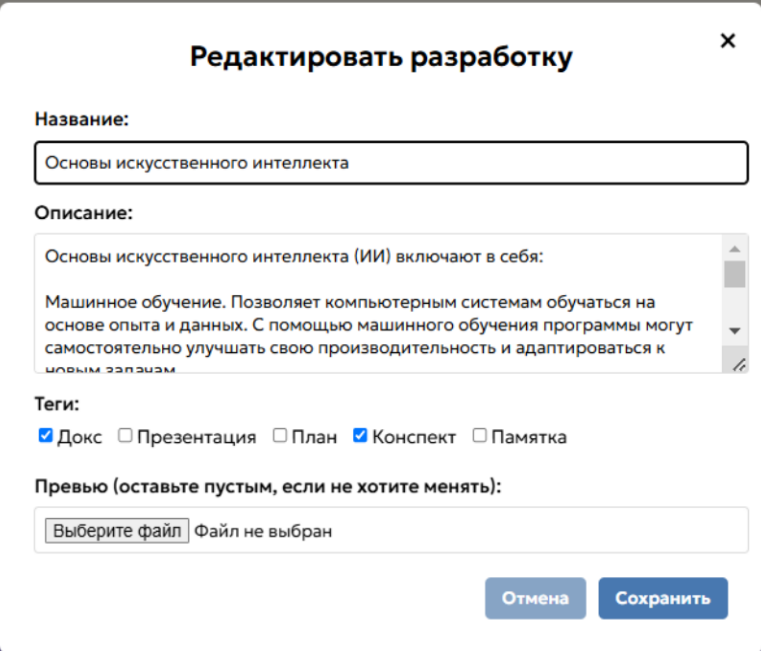 Редактировать разработку
×
Название:
Основы искусственного интеллекта
Описание:
Основы искусственного интеллекта (ИИ) включают в себя:
Машинное обучение. Позволяет компьютерным системам обучаться на
основе опыта и данных. С помощью машинного обучения программы могут
самостоятельно улучшать свою производительность и адаптироваться к
новым задачам.
Теги:
Докс Презентация План Конспект Памятка
Превью (оставьте пустым, если не хотите менять):
Выберите файл Файл не выбран
Отмена Сохранить